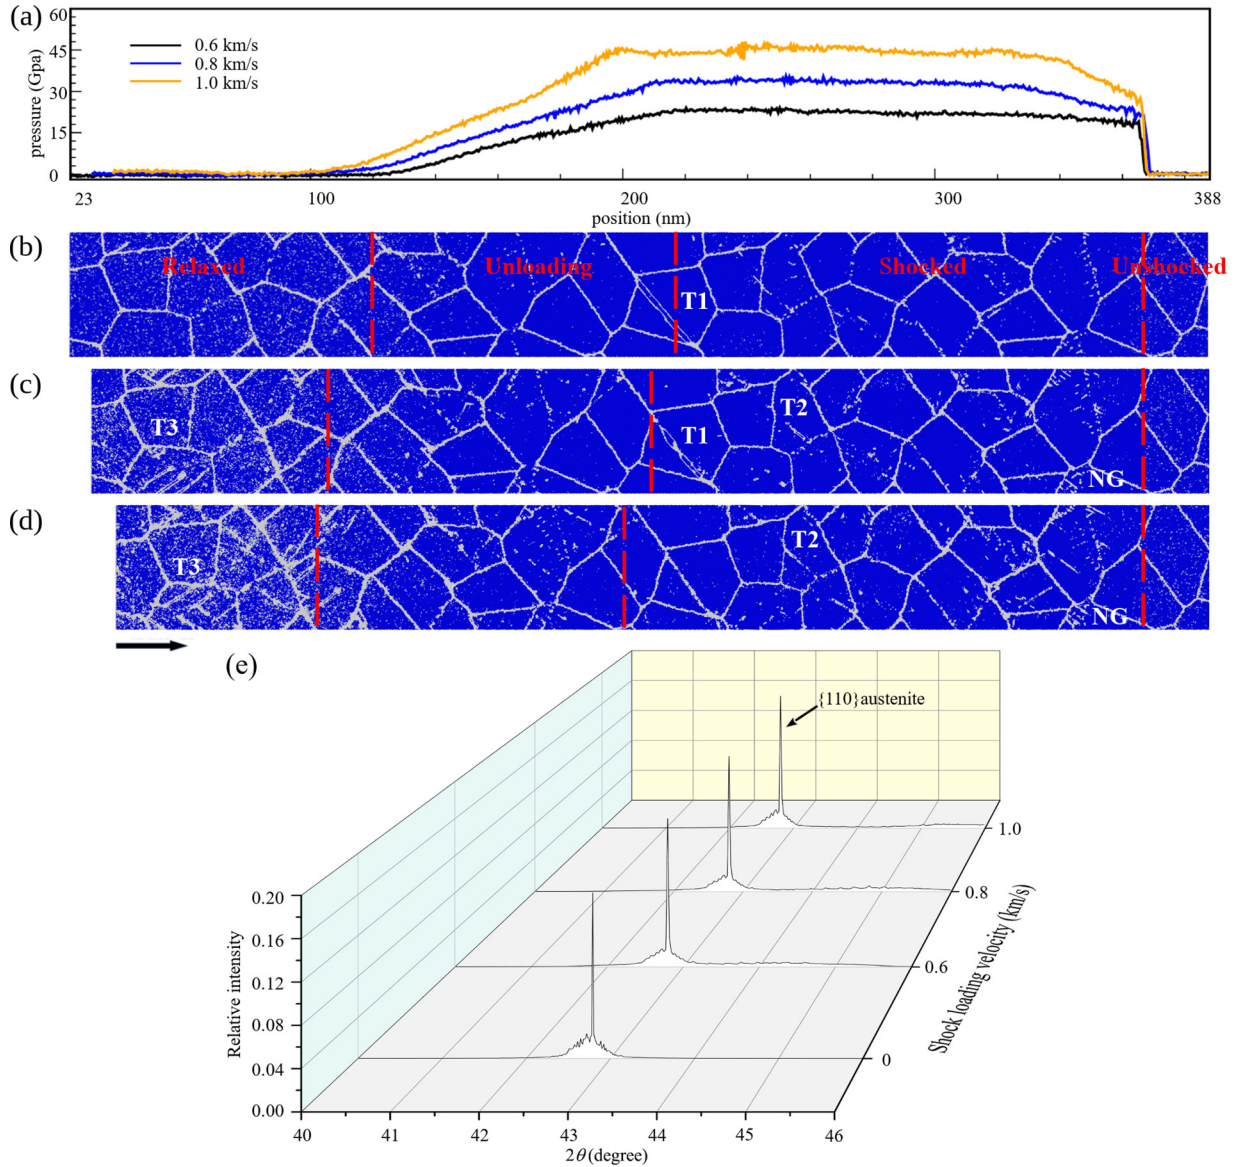 (a)
60
45
30
15
0
pressure (Gpa)
0.6 km/s
0.8 km/s
1.0 km/s
23 100 200 300 388
position (nm)
(b)
Relaxed Unloading Shocked Unshocked
T1
(c)
T3 T1 T2 NG
(d)
T3 T2 NG
(e)
{110}austenite
1.0
0.8
0.6
0
Shock loading velocity (km/s)
0.20
0.16
0.12
0.08
0.04
0.00
Relative intensity
40 41 42 43 44 45 46
2θ (degree)